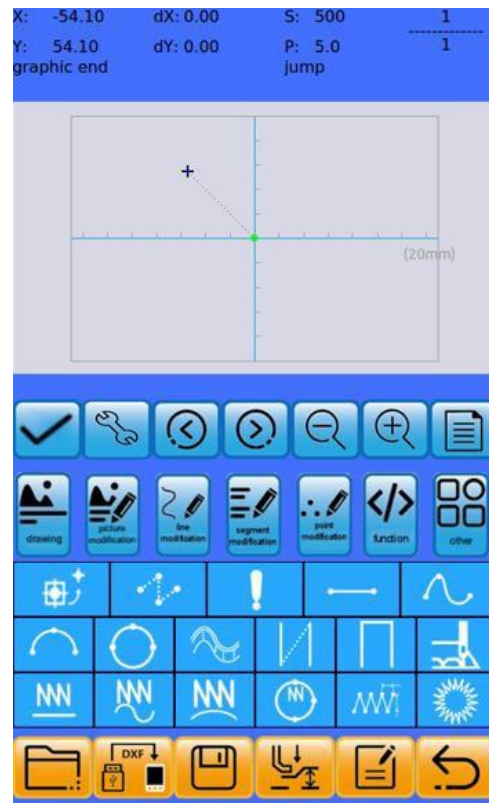 X: -54.10 dX: 0.00 S: 500 1
Y: 54.10 dY: 0.00 P: 5.0 1
graphic end jump
(20mm)
drawing
picture modification
line modification
segment modification
point modification
function
other
DXF